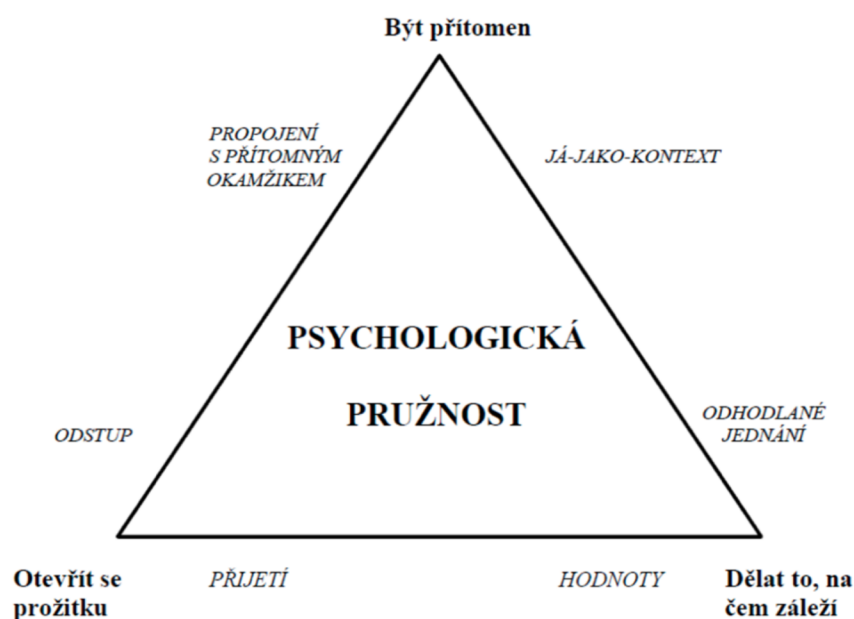 Být přítomen
PROPOJENÍ
S PŘÍTOMNÝM
OKAMŽIKEM
JÁ-JAKO-KONTEXT
PSYCHOLOGICKÁ
PRUŽNOST
ODSTUP
ODHODLANÉ
JEDNÁNÍ
Otevřít se
prožitku
PŘIJETÍ
HODNOTY
Dělat to, na
čem záleží